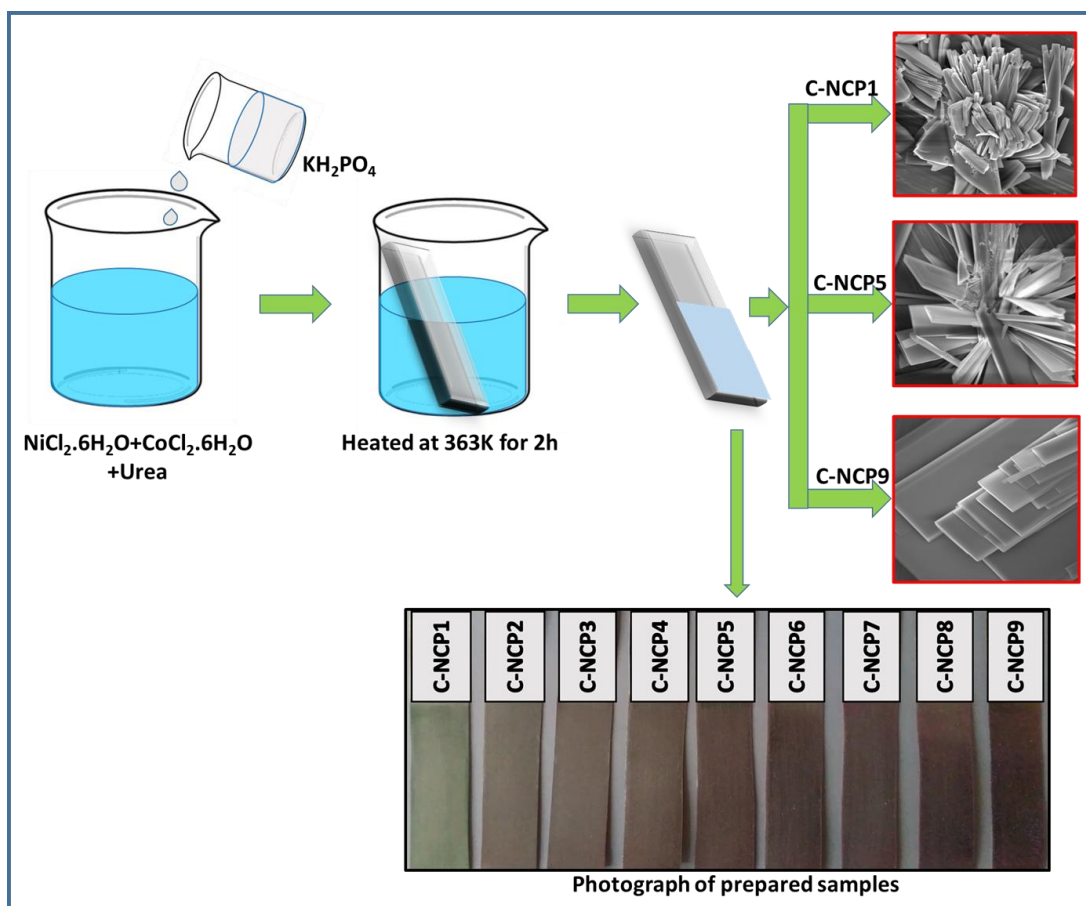 KH₂PO₄
NiCl₂.6H₂O+CoCl₂.6H₂O
+Urea
Heated at 363K for 2h
C-NCP1
C-NCP5
C-NCP9
C-NCP1
C-NCP2
C-NCP3
C-NCP4
C-NCP5
C-NCP6
C-NCP7
C-NCP8
C-NCP9
Photograph of prepared samples